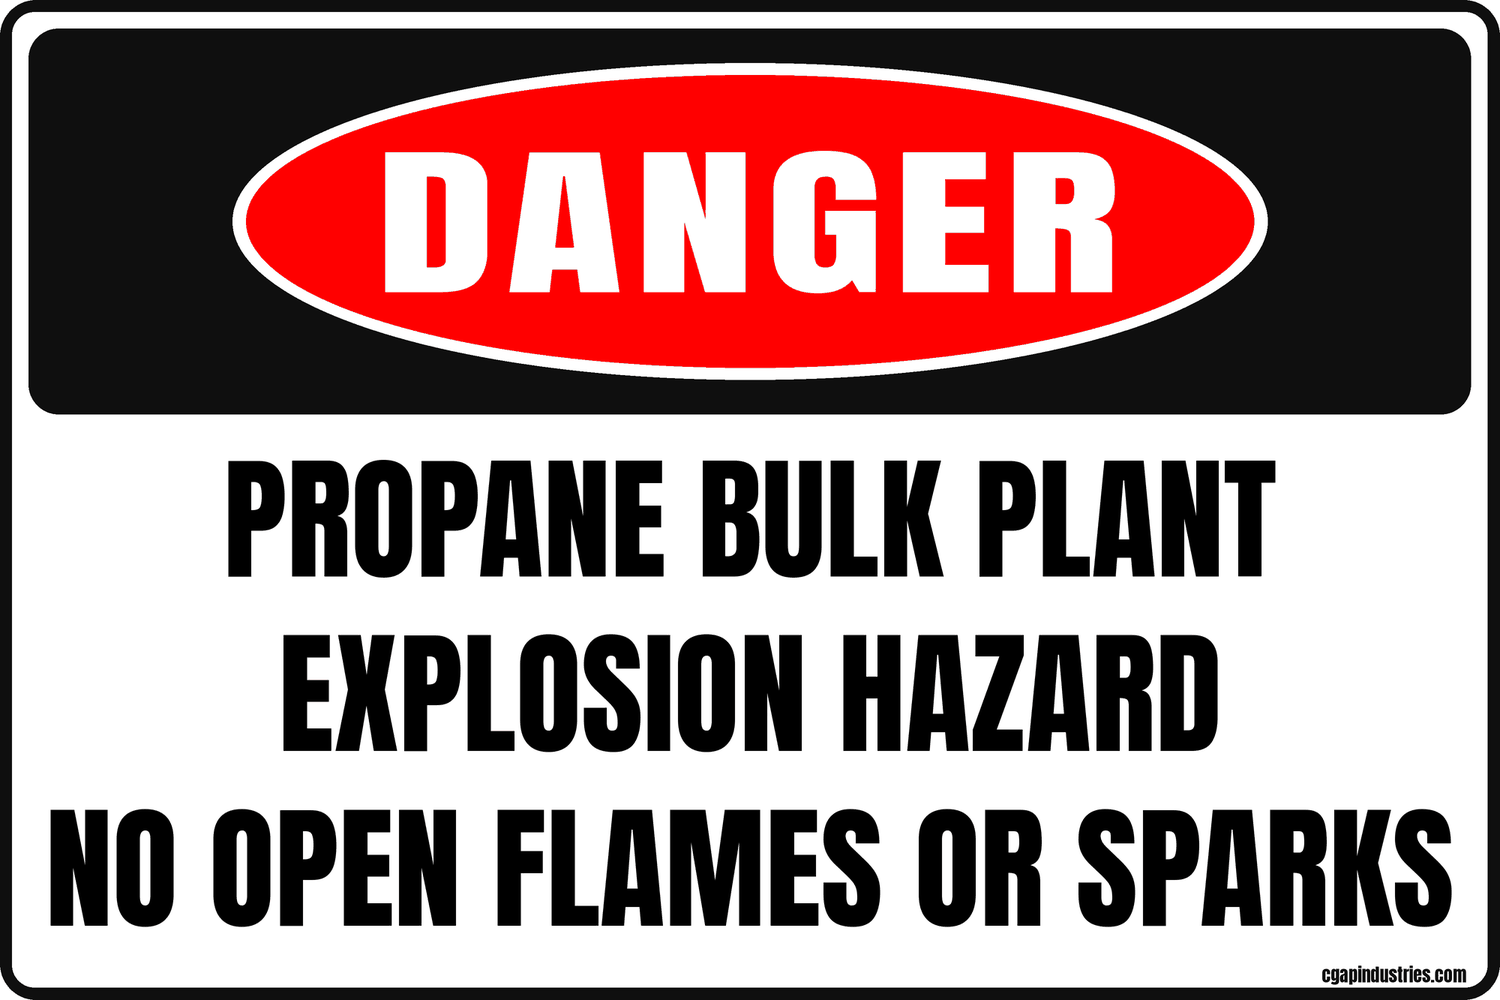 DANGER
PROPANE BULK PLANT
EXPLOSION HAZARD
NO OPEN FLAMES OR SPARKS
cgapindustries.com